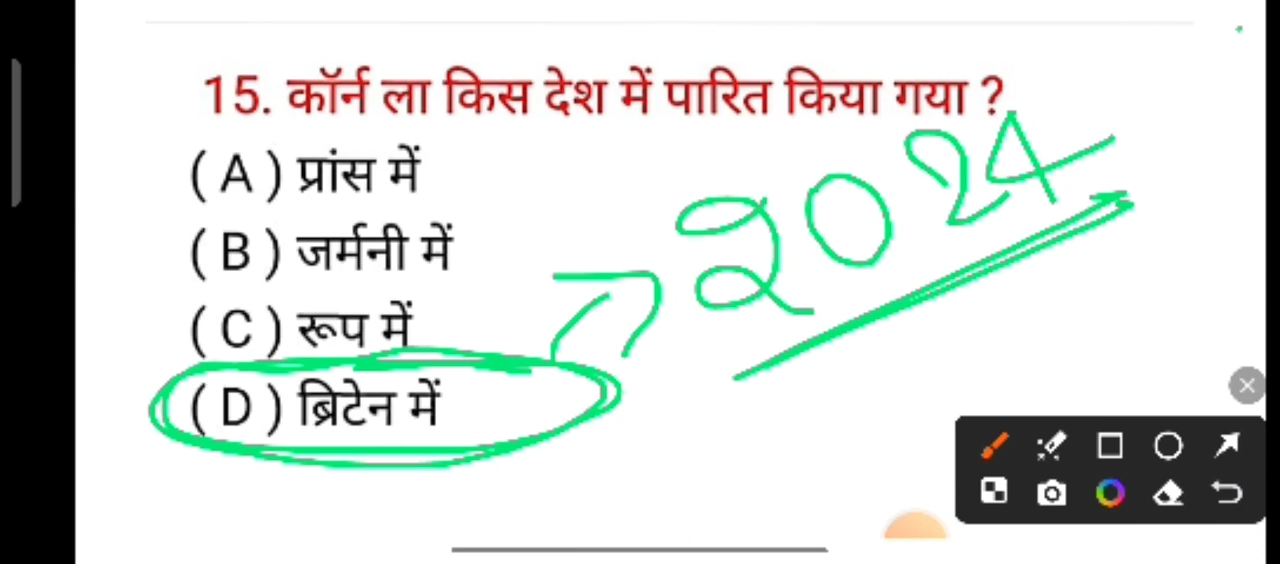 15. कॉर्न ला किस देश में पारित किया गया ?
( A ) प्रांस में
( B ) जर्मनी में
( C ) रूप में
( D ) ब्रिटेन में
2024